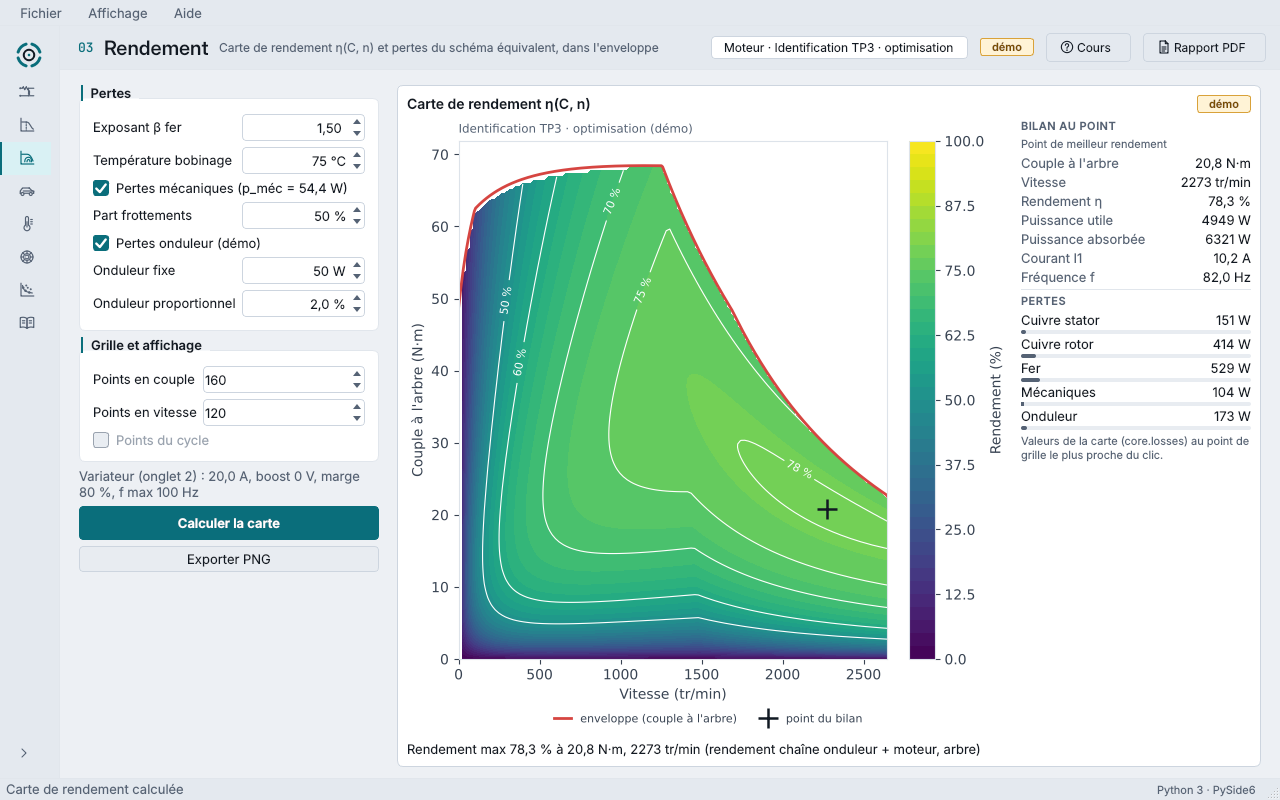 Fichier Affichage Aide
03 Rendement Carte de rendement η(C, n) et pertes du schéma équivalent, dans l'enveloppe
Moteur · Identification TP3 · optimisation
démo
Cours
Rapport PDF
Pertes
Exposant β fer 1,50
Température bobinage 75 °C
Pertes mécaniques (p_méc = 54,4 W)
Part frottements 50 %
Pertes onduleur (démo)
Onduleur fixe 50 W
Onduleur proportionnel 2,0 %
Grille et affichage
Points en couple 160
Points en vitesse 120
Points du cycle
Variateur (onglet 2) : 20,0 A, boost 0 V, marge
80 %, f max 100 Hz
Calculer la carte
Exporter PNG
Carte de rendement η(C, n)
démo
Identification TP3 · optimisation (démo)
Couple à l'arbre (N·m)
70
60
50
40
30
20
10
0
0 500 1000 1500 2000 2500
Vitesse (tr/min)
50 %
60 %
70 %
75 %
78 %
100.0
87.5
75.0
62.5
50.0
37.5
25.0
12.5
0.0
Rendement (%)
enveloppe (couple à l'arbre)
point du bilan
Rendement max 78,3 % à 20,8 N·m, 2273 tr/min (rendement chaîne onduleur + moteur, arbre)
BILAN AU POINT
Point de meilleur rendement
Couple à l'arbre 20,8 N·m
Vitesse 2273 tr/min
Rendement η 78,3 %
Puissance utile 4949 W
Puissance absorbée 6321 W
Courant I1 10,2 A
Fréquence f 82,0 Hz
PERTES
Cuivre stator 151 W
Cuivre rotor 414 W
Fer 529 W
Mécaniques 104 W
Onduleur 173 W
Valeurs de la carte (core.losses) au point de
grille le plus proche du clic.
Carte de rendement calculée
Python 3 · PySide6